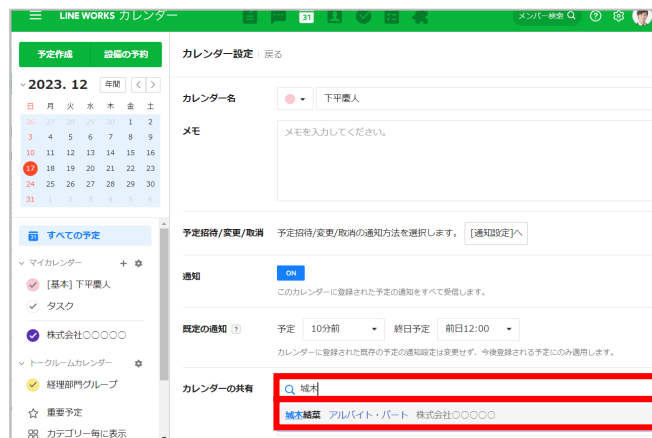 LINE WORKS カレンダー
31
メンバー検索
予定作成 設備の予約
2023. 12 年間 < >
日 月 火 水 木 金 土
26 27 28 29 30 1 2
3 4 5 6 7 8 9
10 11 12 13 14 15 16
17 18 19 20 21 22 23
24 25 26 27 28 29 30
31 1 2 3 4 5 6
すべての予定
マイカレンダー
[基本] 下平慶人
タスク
株式会社○○○○○
トークルームカレンダー
経理部門グループ
重要予定
カテゴリー毎に表示
カレンダー設定 戻る
カレンダー名 下平慶人
メモ メモを入力してください。
予定招待/変更/取消 予定招待/変更/取消の通知方法を選択します。 [通知設定]へ
通知 ON
このカレンダーに登録された予定の通知をすべて受信します。
既定の通知 ? 予定 10分前 終日予定 前日12:00
カレンダーに登録された既存の予定の通知設定は変更せず、今後登録される予定にのみ適用します。
カレンダーの共有 城木
城木結菜 アルバイト・パート 株式会社○○○○○